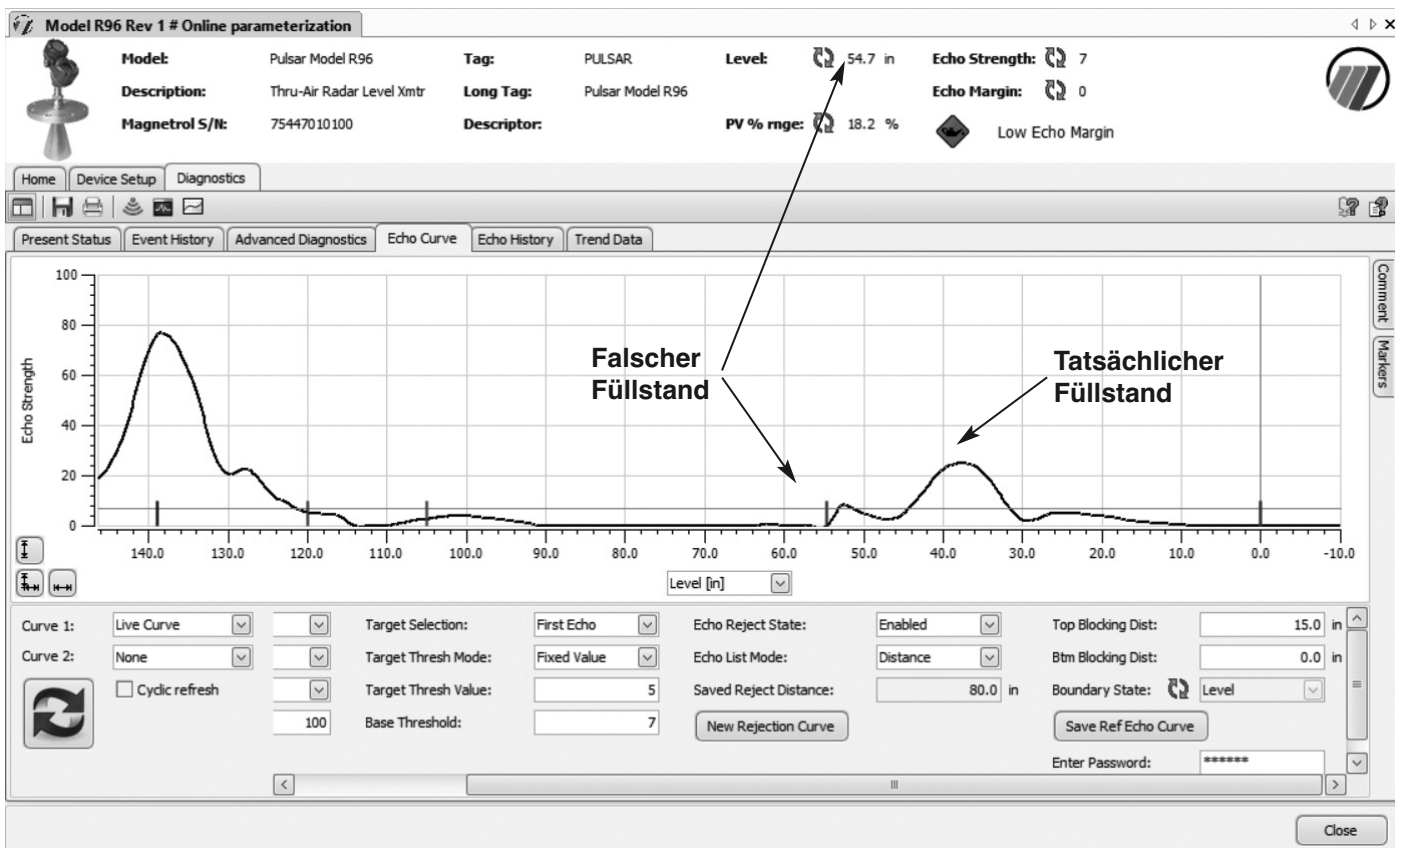 Model R96 Rev 1 # Online parameterization
Model: Pulsar Model R96 Tag: PULSAR Level: 54.7 in Echo Strength: 7
Description: Thru-Air Radar Level Xmtr Long Tag: Pulsar Model R96 Echo Margin: 0
Magnetrol S/N: 75447010100 Descriptor: PV % rnge: 18.2 % Low Echo Margin
Home Device Setup Diagnostics
Present Status Event History Advanced Diagnostics Echo Curve Echo History Trend Data
Comment
Markers
Echo Strength
100
80
60
40
20
0
Falscher
Füllstand
Tatsächlicher
Füllstand
140.0 130.0 120.0 110.0 100.0 90.0 80.0 70.0 60.0 50.0 40.0 30.0 20.0 10.0 0.0 -10.0
Level [in]
Curve 1: Live Curve Target Selection: First Echo Echo Reject State: Enabled Top Blocking Dist: 15.0 in
Curve 2: None Target Thresh Mode: Fixed Value Echo List Mode: Distance Btm Blocking Dist: 0.0 in
Cyclic refresh Target Thresh Value: 5 Saved Reject Distance: 80.0 in Boundary State: Level
100 Base Threshold: 7 New Rejection Curve Save Ref Echo Curve
Enter Password: ******
Close